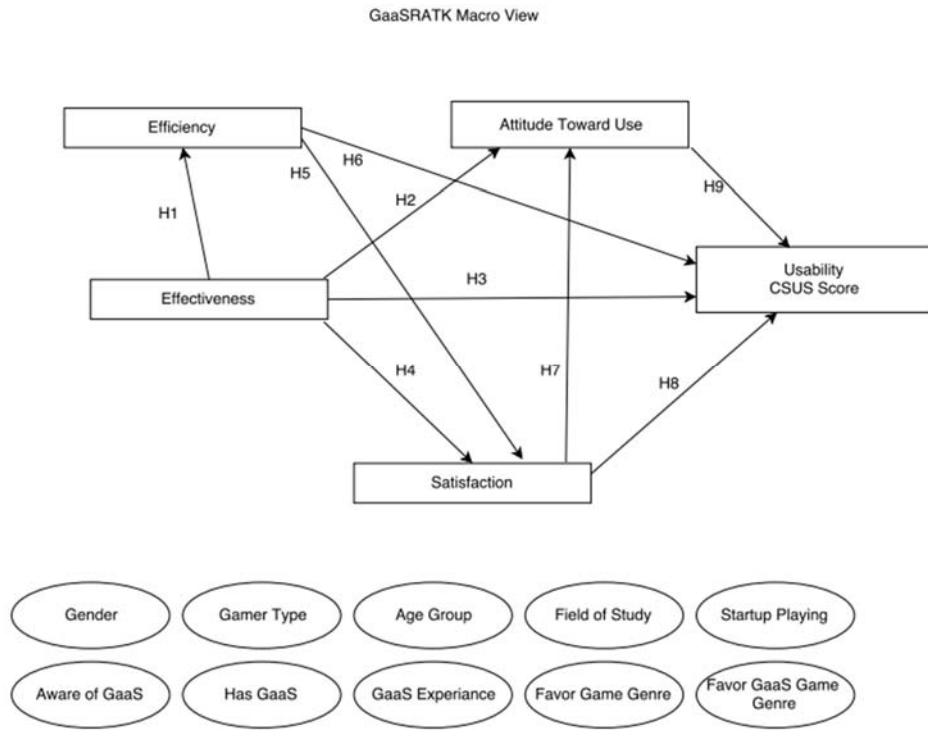 GaaSRATK Macro View
Efficiency
Attitude Toward Use
H6
H5
H2
H9
H1
Usability
CSUS Score
H3
Effectiveness
H4
H7
H8
Satisfaction
Gender
Gamer Type
Age Group
Field of Study
Startup Playing
Aware of GaaS
Has GaaS
GaaS Experiance
Favor Game Genre
Favor GaaS Game
Genre